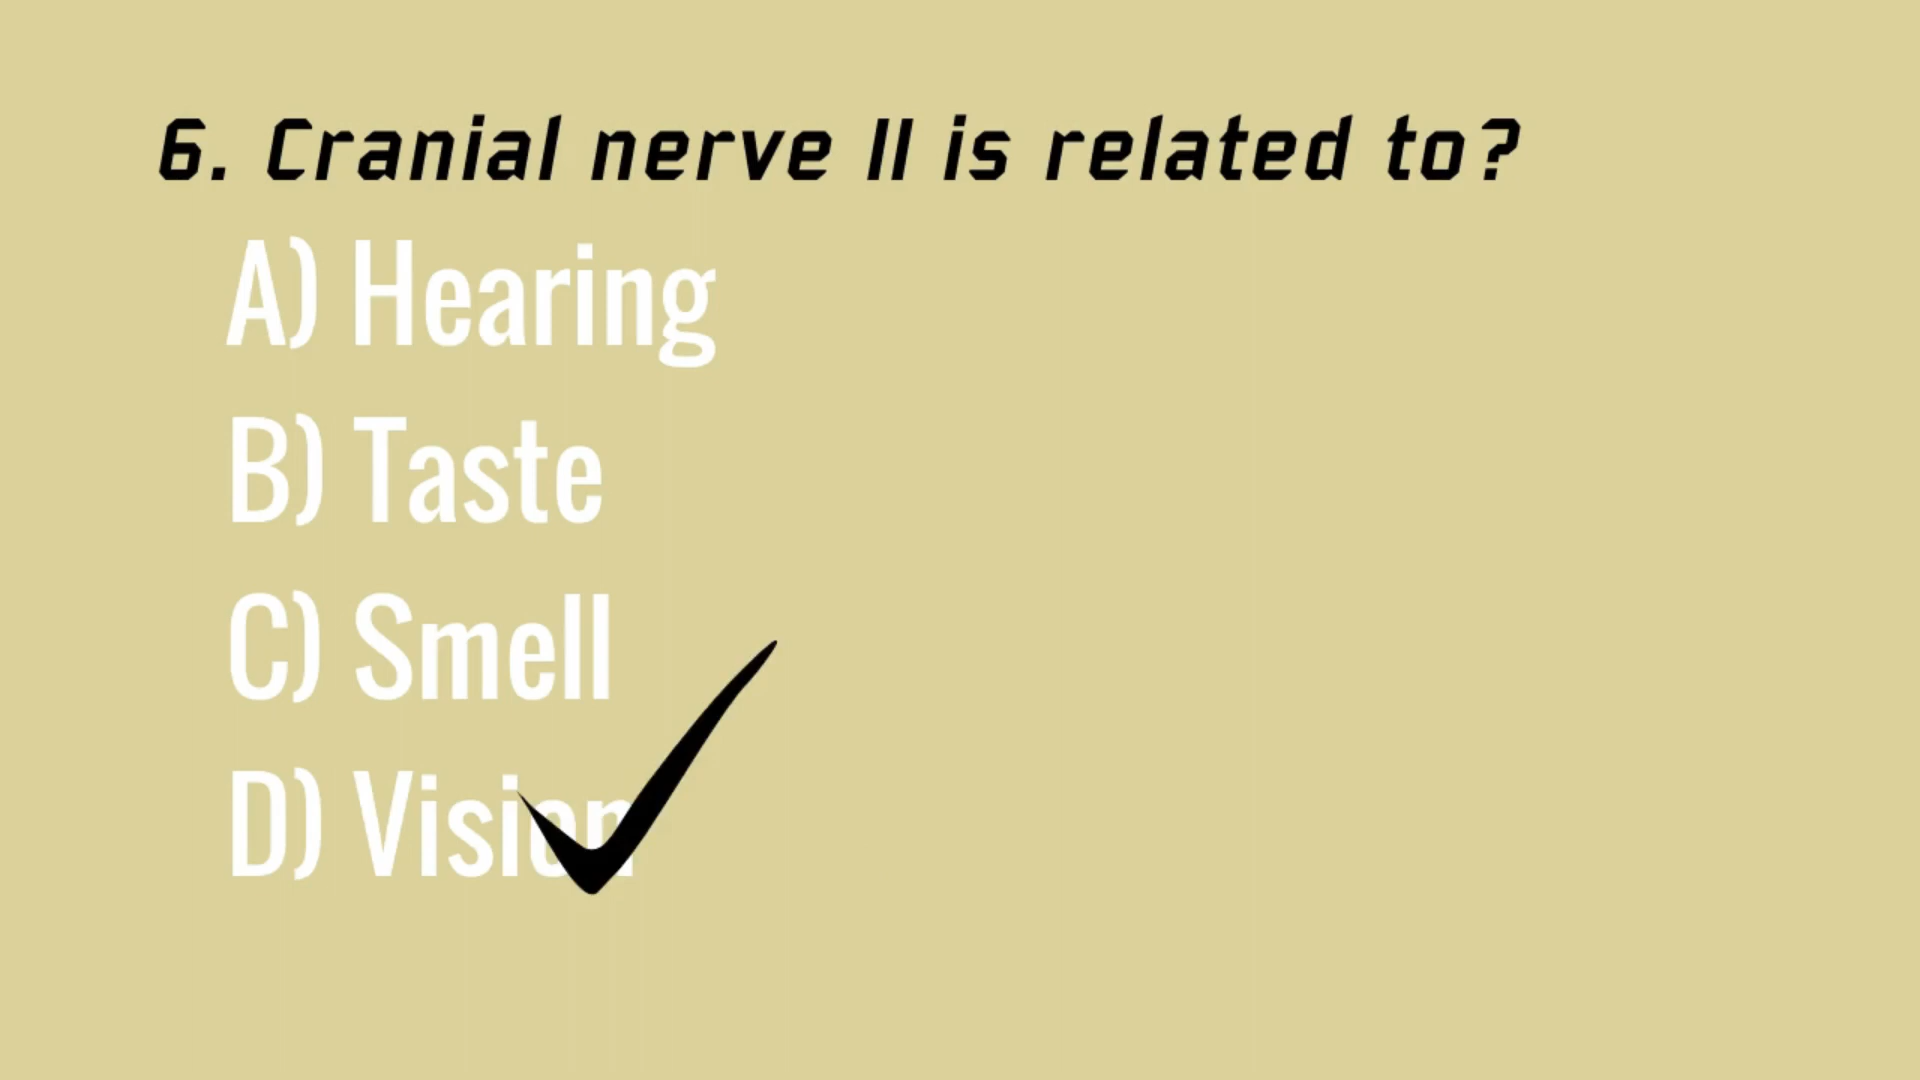 6. Cranial nerve II is related to?
A) Hearing
B) Taste
C) Smell
D) Vision